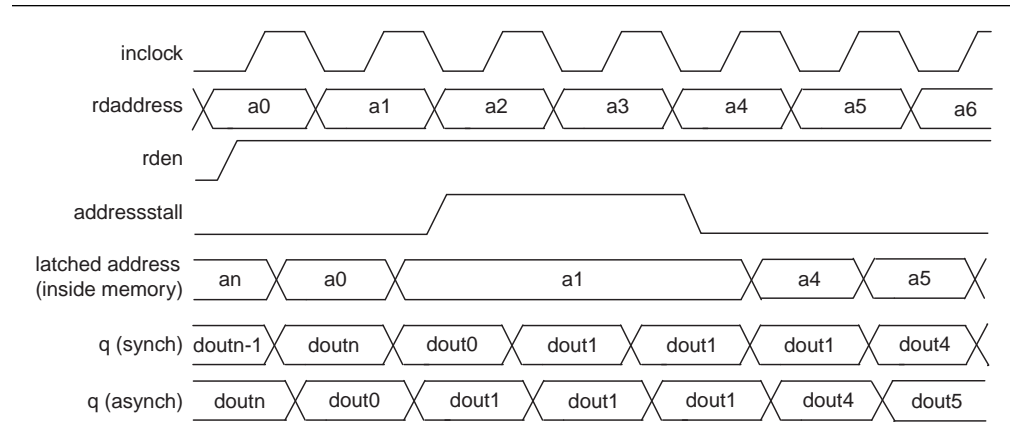 inclock
rdaddress a0 a1 a2 a3 a4 a5 a6
rden
addressstall
latched address
(inside memory) an a0 a1 a4 a5
q (synch) doutn-1 doutn dout0 dout1 dout1 dout1 dout4
q (asynch) doutn dout0 dout1 dout1 dout1 dout4 dout5